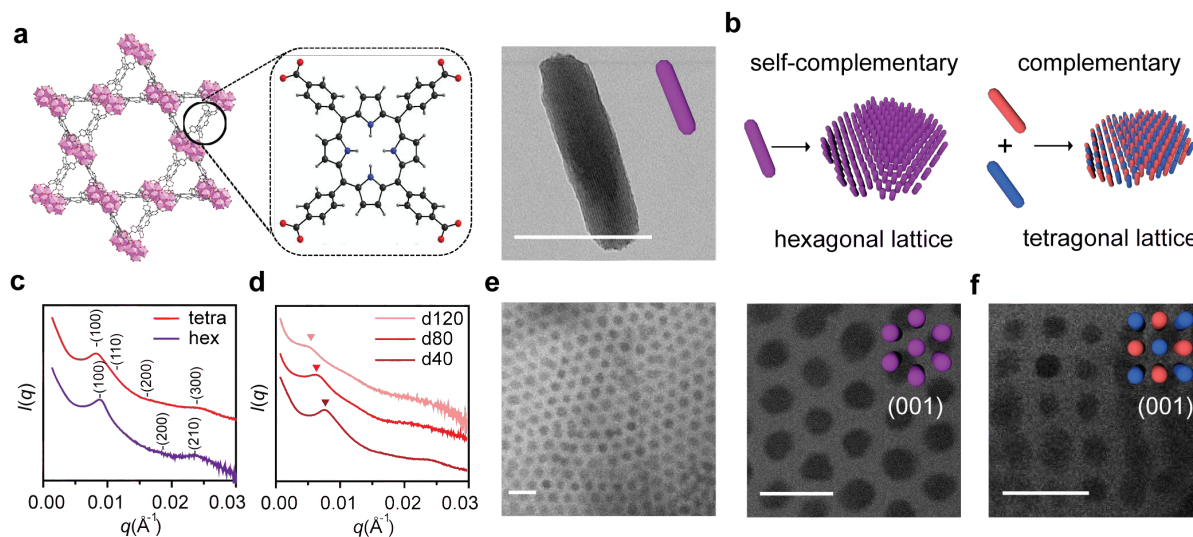 a
b
self-complementary
complementary
+
hexagonal lattice
tetragonal lattice
c
d
e
f
-(100)
-(110)
-(200)
-(300)
tetra
hex
-(100)
-(200)
-(210)
I(q)
0.00 0.01 0.02 0.03
q(Å⁻¹)
d120
d80
d40
I(q)
0.00 0.01 0.02 0.03
q(Å⁻¹)
(001)
(001)